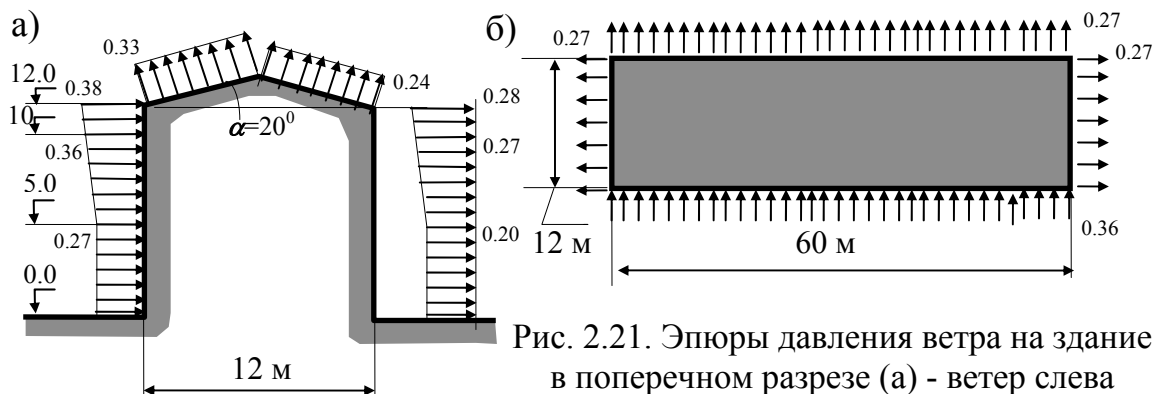 а)
0.33
12.0
0.38
0.24
10
α=20⁰
0.36
5.0
0.27
0.0
0.28
0.27
0.20
12 м
б)
0.27
0.27
0.27
0.36
12 м
60 м
Рис. 2.21. Эпюры давления ветра на здание
в поперечном разрезе (а) - ветер слева